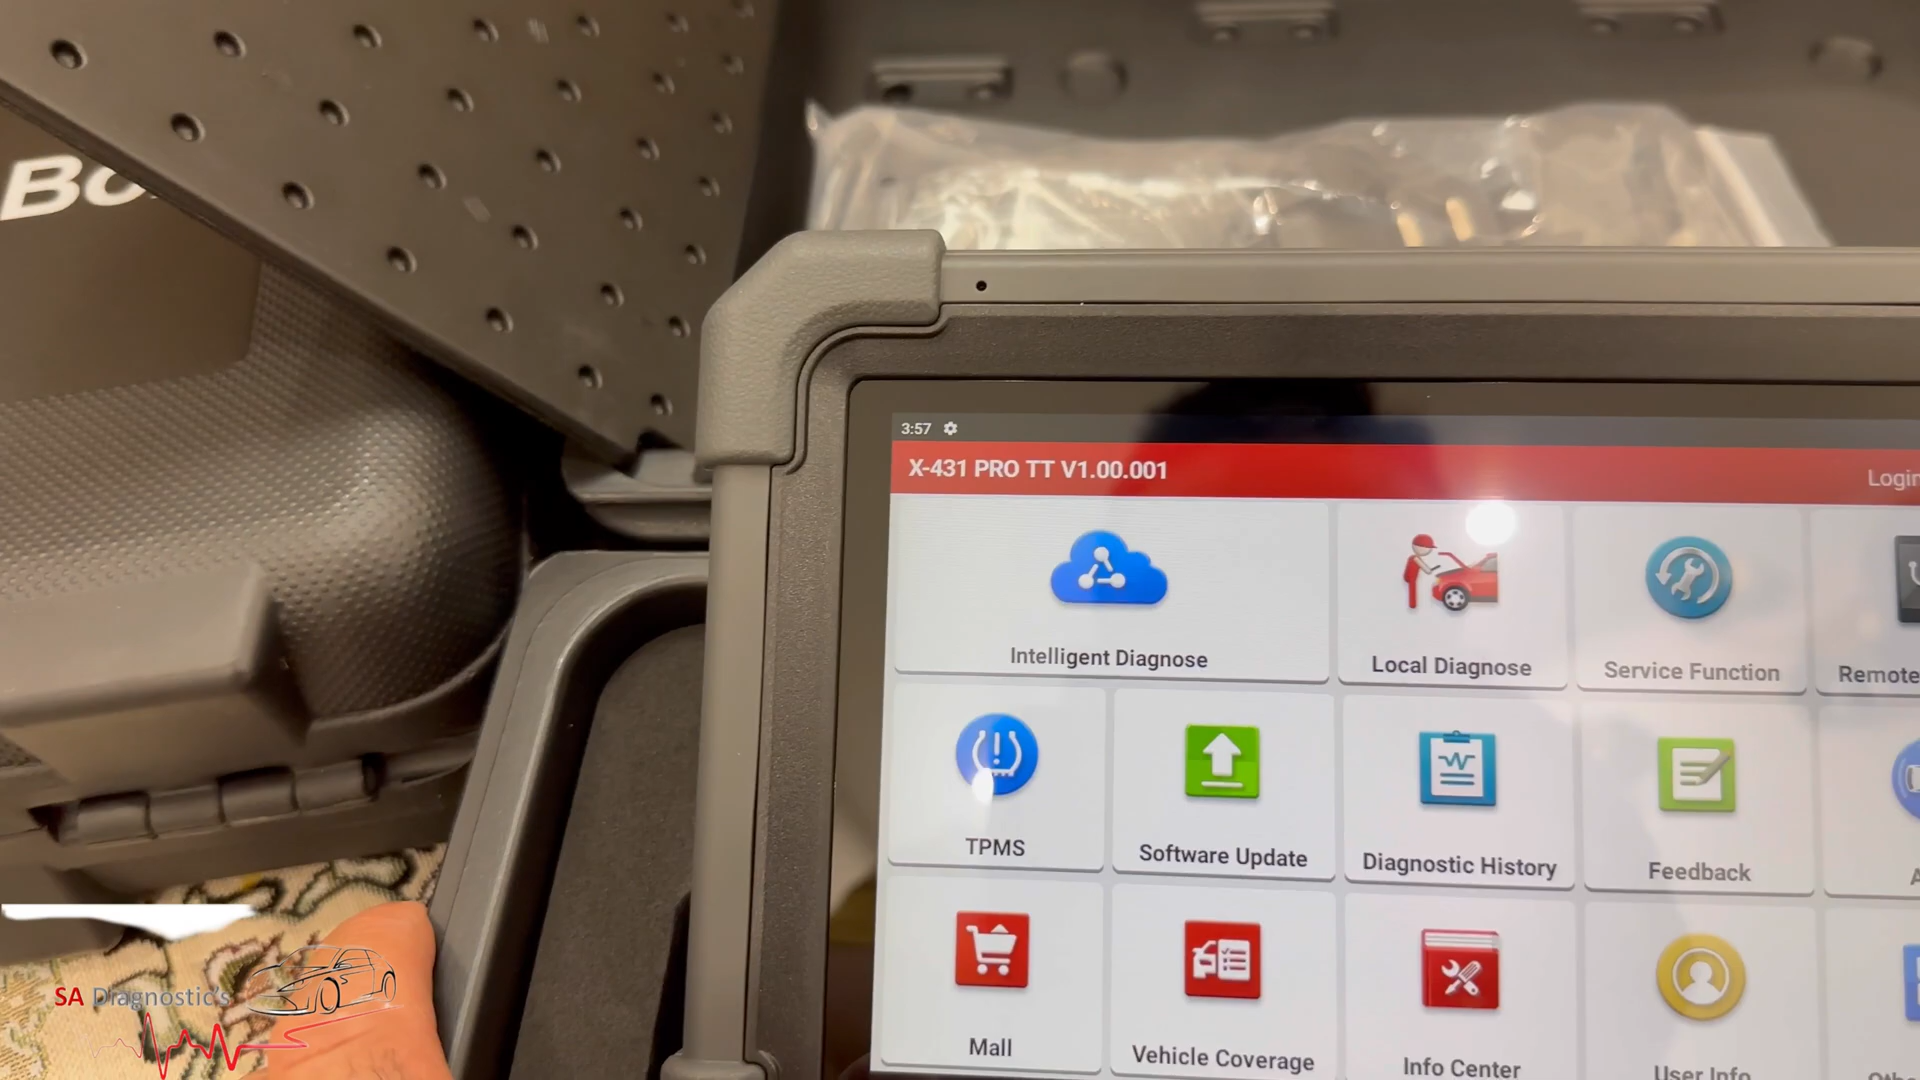 3:57
X-431 PRO TT V1.00.001
Login
Intelligent Diagnose
Local Diagnose
Service Function
Remote
TPMS
Software Update
Diagnostic History
Feedback
Mall
Vehicle Coverage
Info Center
User Info
SA Diagnostic's